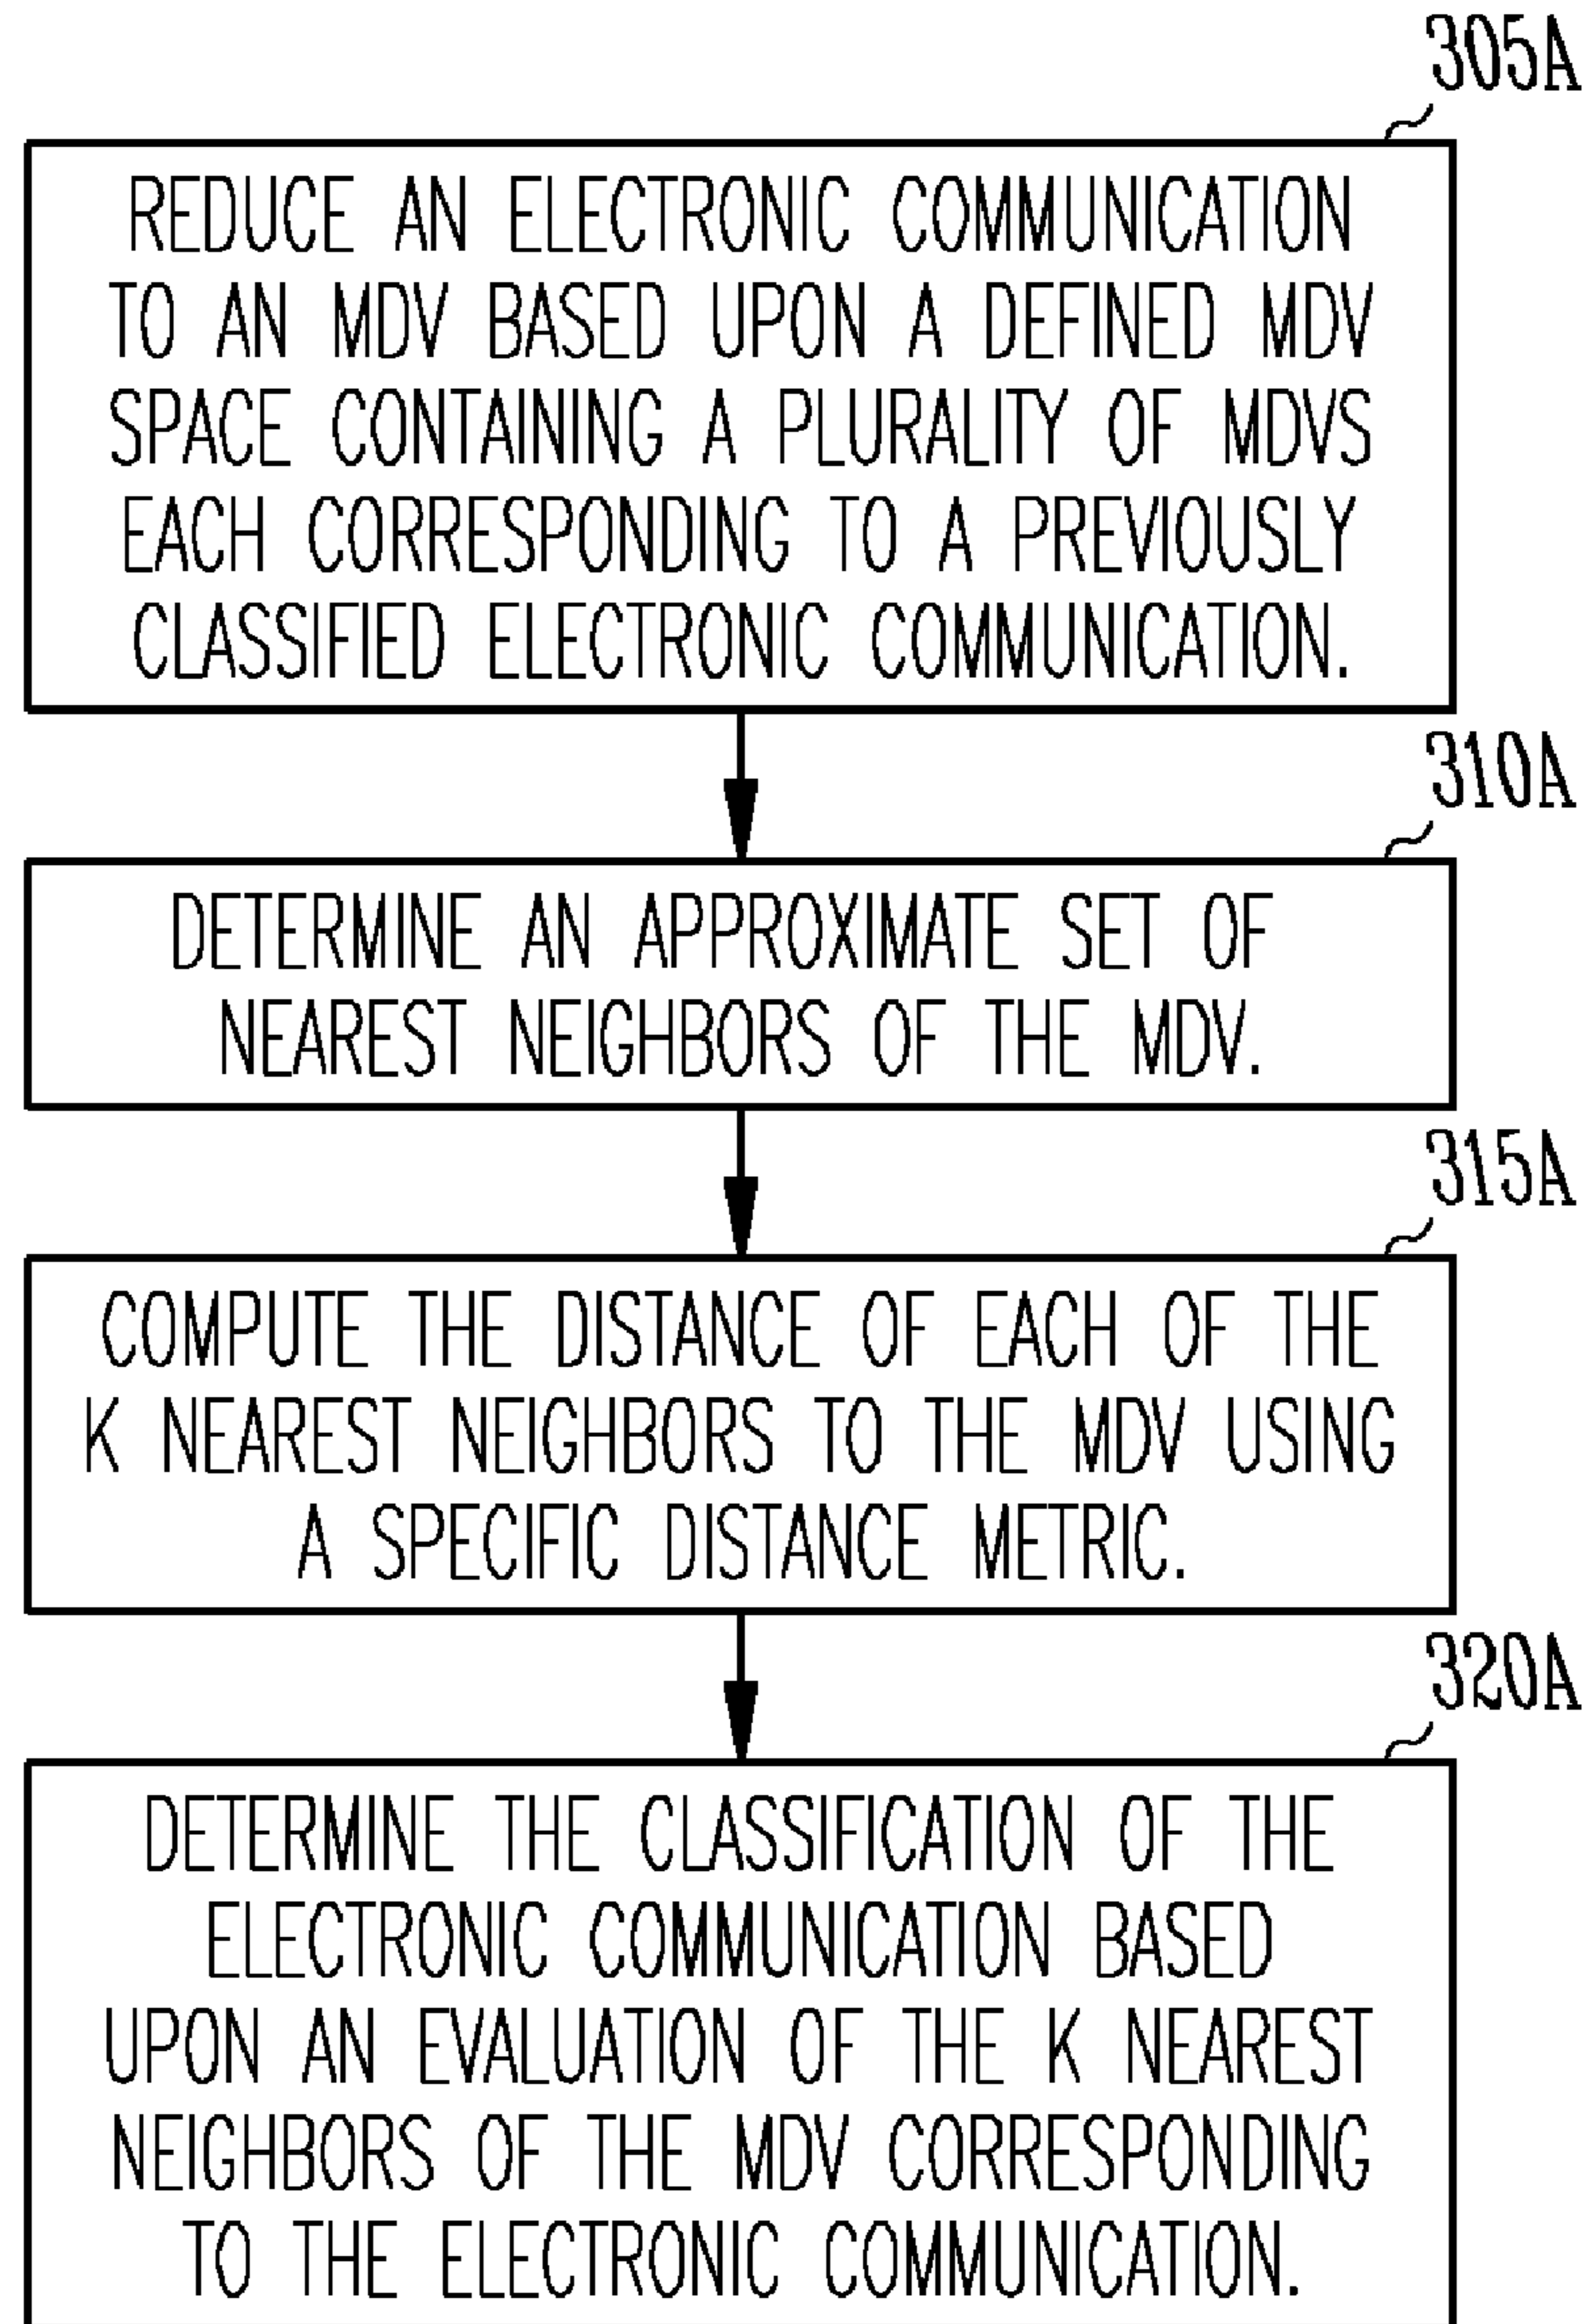 305A
REDUCE AN ELECTRONIC COMMUNICATION
TO AN MDV BASED UPON A DEFINED MDV
SPACE CONTAINING A PLURALITY OF MDVS
EACH CORRESPONDING TO A PREVIOUSLY
CLASSIFIED ELECTRONIC COMMUNICATION.
310A
DETERMINE AN APPROXIMATE SET OF
NEAREST NEIGHBORS OF THE MDV.
315A
COMPUTE THE DISTANCE OF EACH OF THE
K NEAREST NEIGHBORS TO THE MDV USING
A SPECIFIC DISTANCE METRIC.
320A
DETERMINE THE CLASSIFICATION OF THE
ELECTRONIC COMMUNICATION BASED
UPON AN EVALUATION OF THE K NEAREST
NEIGHBORS OF THE MDV CORRESPONDING
TO THE ELECTRONIC COMMUNICATION.